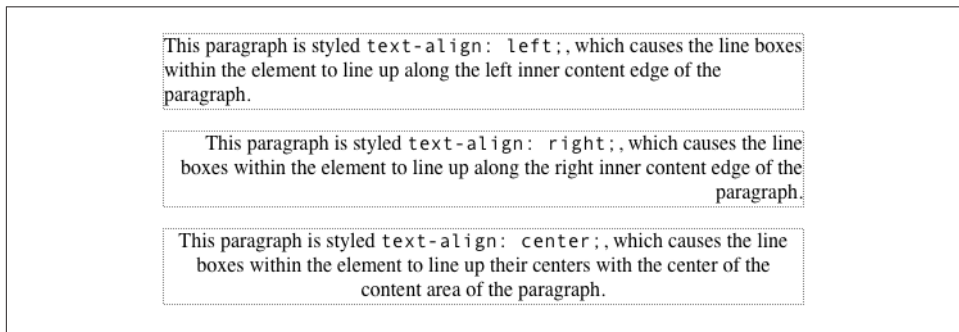 This paragraph is styled text-align: left;, which causes the line boxes
within the element to line up along the left inner content edge of the
paragraph.
This paragraph is styled text-align: right;, which causes the line
boxes within the element to line up along the right inner content edge of the
paragraph.
This paragraph is styled text-align: center;, which causes the line
boxes within the element to line up their centers with the center of the
content area of the paragraph.